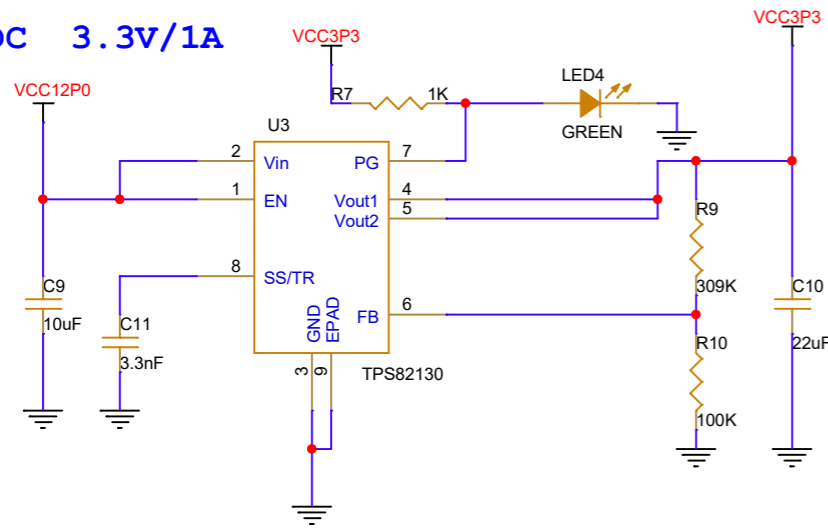 3.3V/1A
VCC3P3
VCC3P3
VCC12P0
R7
1K
LED4
GREEN
U3
2
Vin
PG
7
1
EN
Vout1
4
Vout2
5
R9
309K
8
SS/TR
C9
10uF
C11
3.3nF
GND
EPAD
FB
6
3
9
TPS82130
C10
22uF
R10
100K